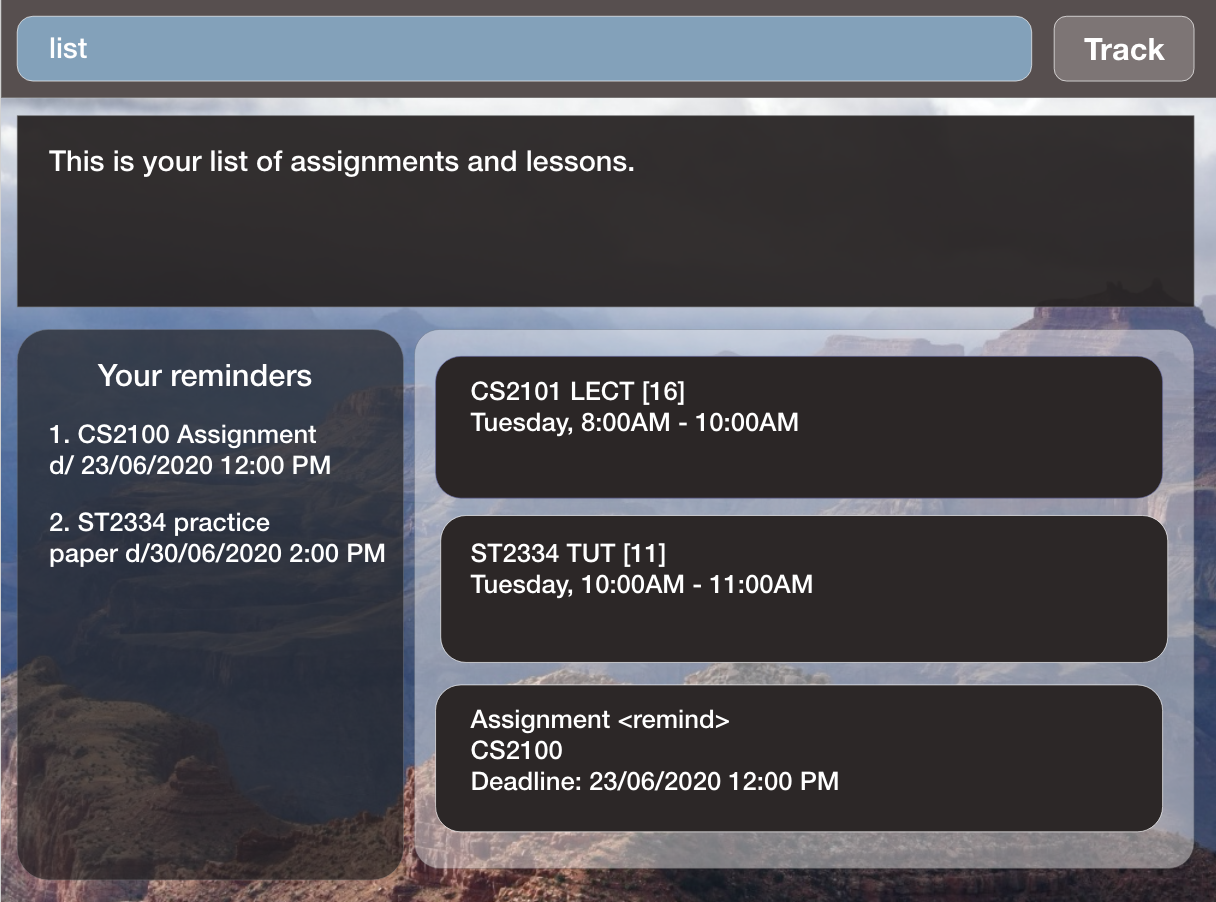 list
Track
This is your list of assignments and lessons.
Your reminders
1. CS2100 Assignment
d/ 23/06/2020 12:00 PM
2. ST2334 practice
paper d/30/06/2020 2:00 PM
CS2101 LECT [16]
Tuesday, 8:00AM - 10:00AM
ST2334 TUT [11]
Tuesday, 10:00AM - 11:00AM
Assignment <remind>
CS2100
Deadline: 23/06/2020 12:00 PM